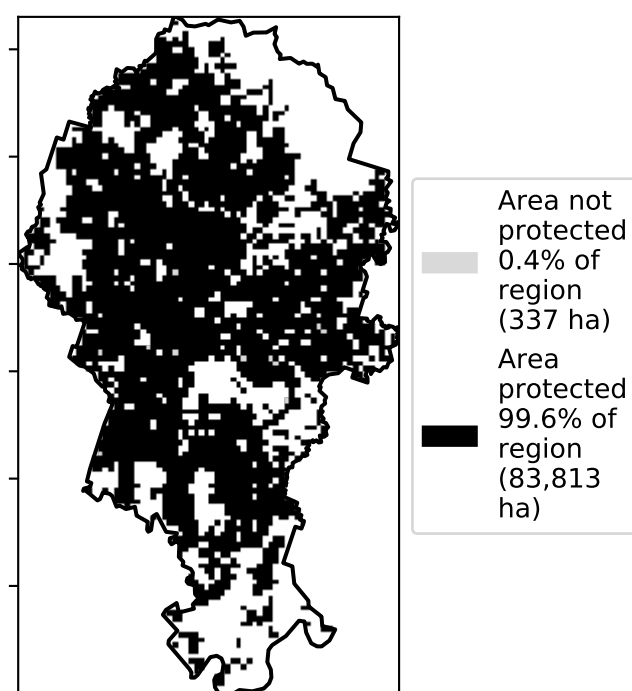 Area not
protected
0.4% of
region
(337 ha)
Area
protected
99.6% of
region
(83,813
ha)